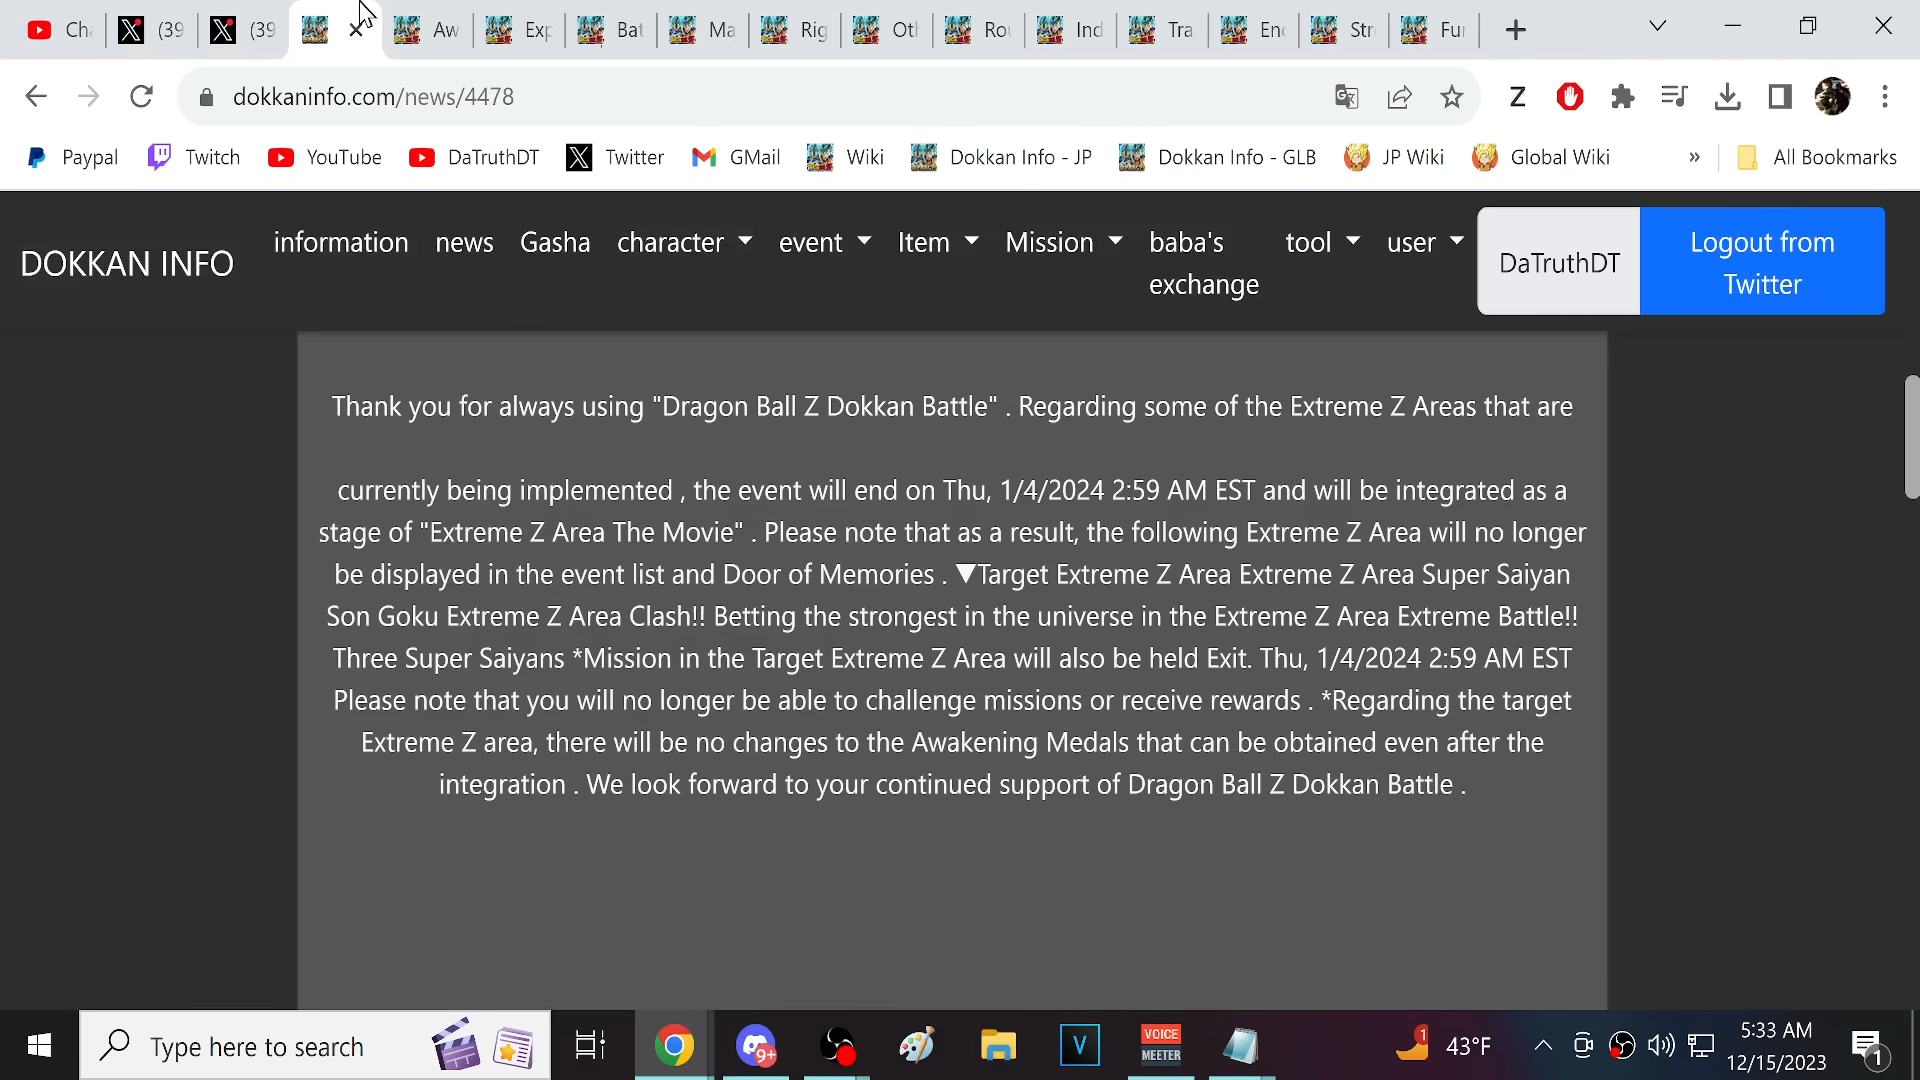 Cha
(39
(39
Aw
Exp
Bat
Ma
Rig
Oth
Rou
Ind
Tra
End
Str
Fur
dokkaninfo.com/news/4478
Z
Paypal
Twitch
YouTube
DaTruthDT
Twitter
GMail
Wiki
Dokkan Info - JP
Dokkan Info - GLB
JP Wiki
Global Wiki
»
All Bookmarks
DOKKAN INFO
information
news
Gasha
character
event
Item
Mission
baba's
exchange
tool
user
DaTruthDT
Logout from
Twitter
Thank you for always using "Dragon Ball Z Dokkan Battle" . Regarding some of the Extreme Z Areas that are
currently being implemented , the event will end on Thu, 1/4/2024 2:59 AM EST and will be integrated as a
stage of "Extreme Z Area The Movie" . Please note that as a result, the following Extreme Z Area will no longer
be displayed in the event list and Door of Memories . ▼Target Extreme Z Area Extreme Z Area Super Saiyan
Son Goku Extreme Z Area Clash!! Betting the strongest in the universe in the Extreme Z Area Extreme Battle!!
Three Super Saiyans *Mission in the Target Extreme Z Area will also be held Exit. Thu, 1/4/2024 2:59 AM EST
Please note that you will no longer be able to challenge missions or receive rewards . *Regarding the target
Extreme Z area, there will be no changes to the Awakening Medals that can be obtained even after the
integration . We look forward to your continued support of Dragon Ball Z Dokkan Battle .
Type here to search
9+
V
VOICE
MEETER
1
43°F
5:33 AM
12/15/2023
1